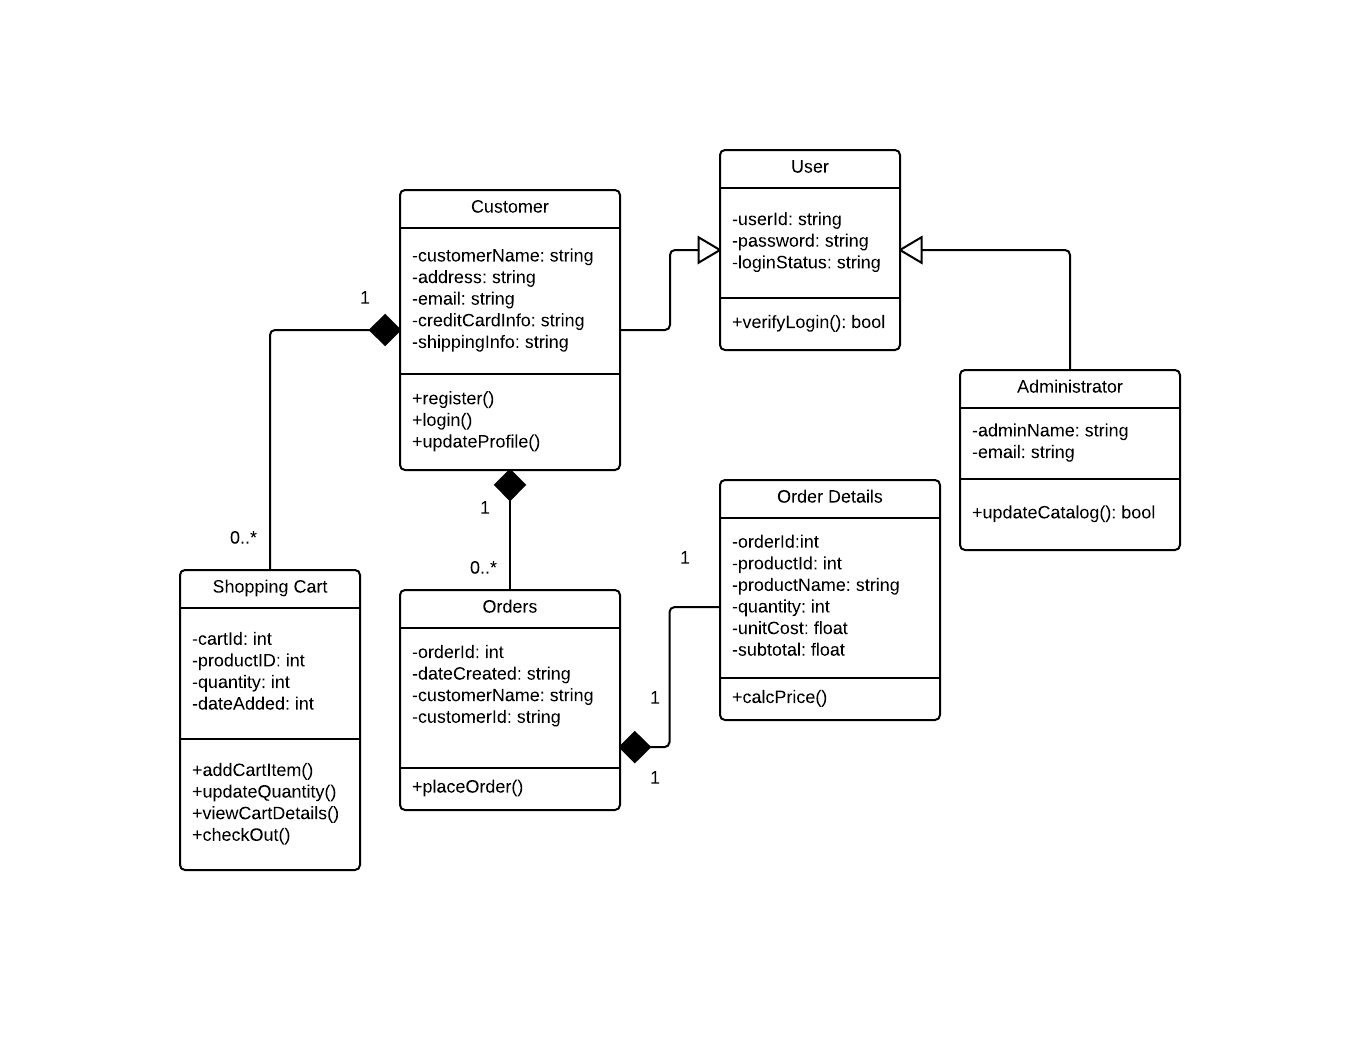 User
-userId: string
-password: string
-loginStatus: string
+verifyLogin(): bool
Customer
-customerName: string
-address: string
-email: string
-creditCardInfo: string
-shippingInfo: string
+register()
+login()
+updateProfile()
1
1
0..*
0..*
Administrator
-adminName: string
-email: string
+updateCatalog(): bool
Order Details
-orderId:int
-productId: int
-productName: string
-quantity: int
-unitCost: float
-subtotal: float
+calcPrice()
1
1
1
Shopping Cart
-cartId: int
-productID: int
-quantity: int
-dateAdded: int
+addCartItem()
+updateQuantity()
+viewCartDetails()
+checkOut()
Orders
-orderId: int
-dateCreated: string
-customerName: string
-customerId: string
+placeOrder()